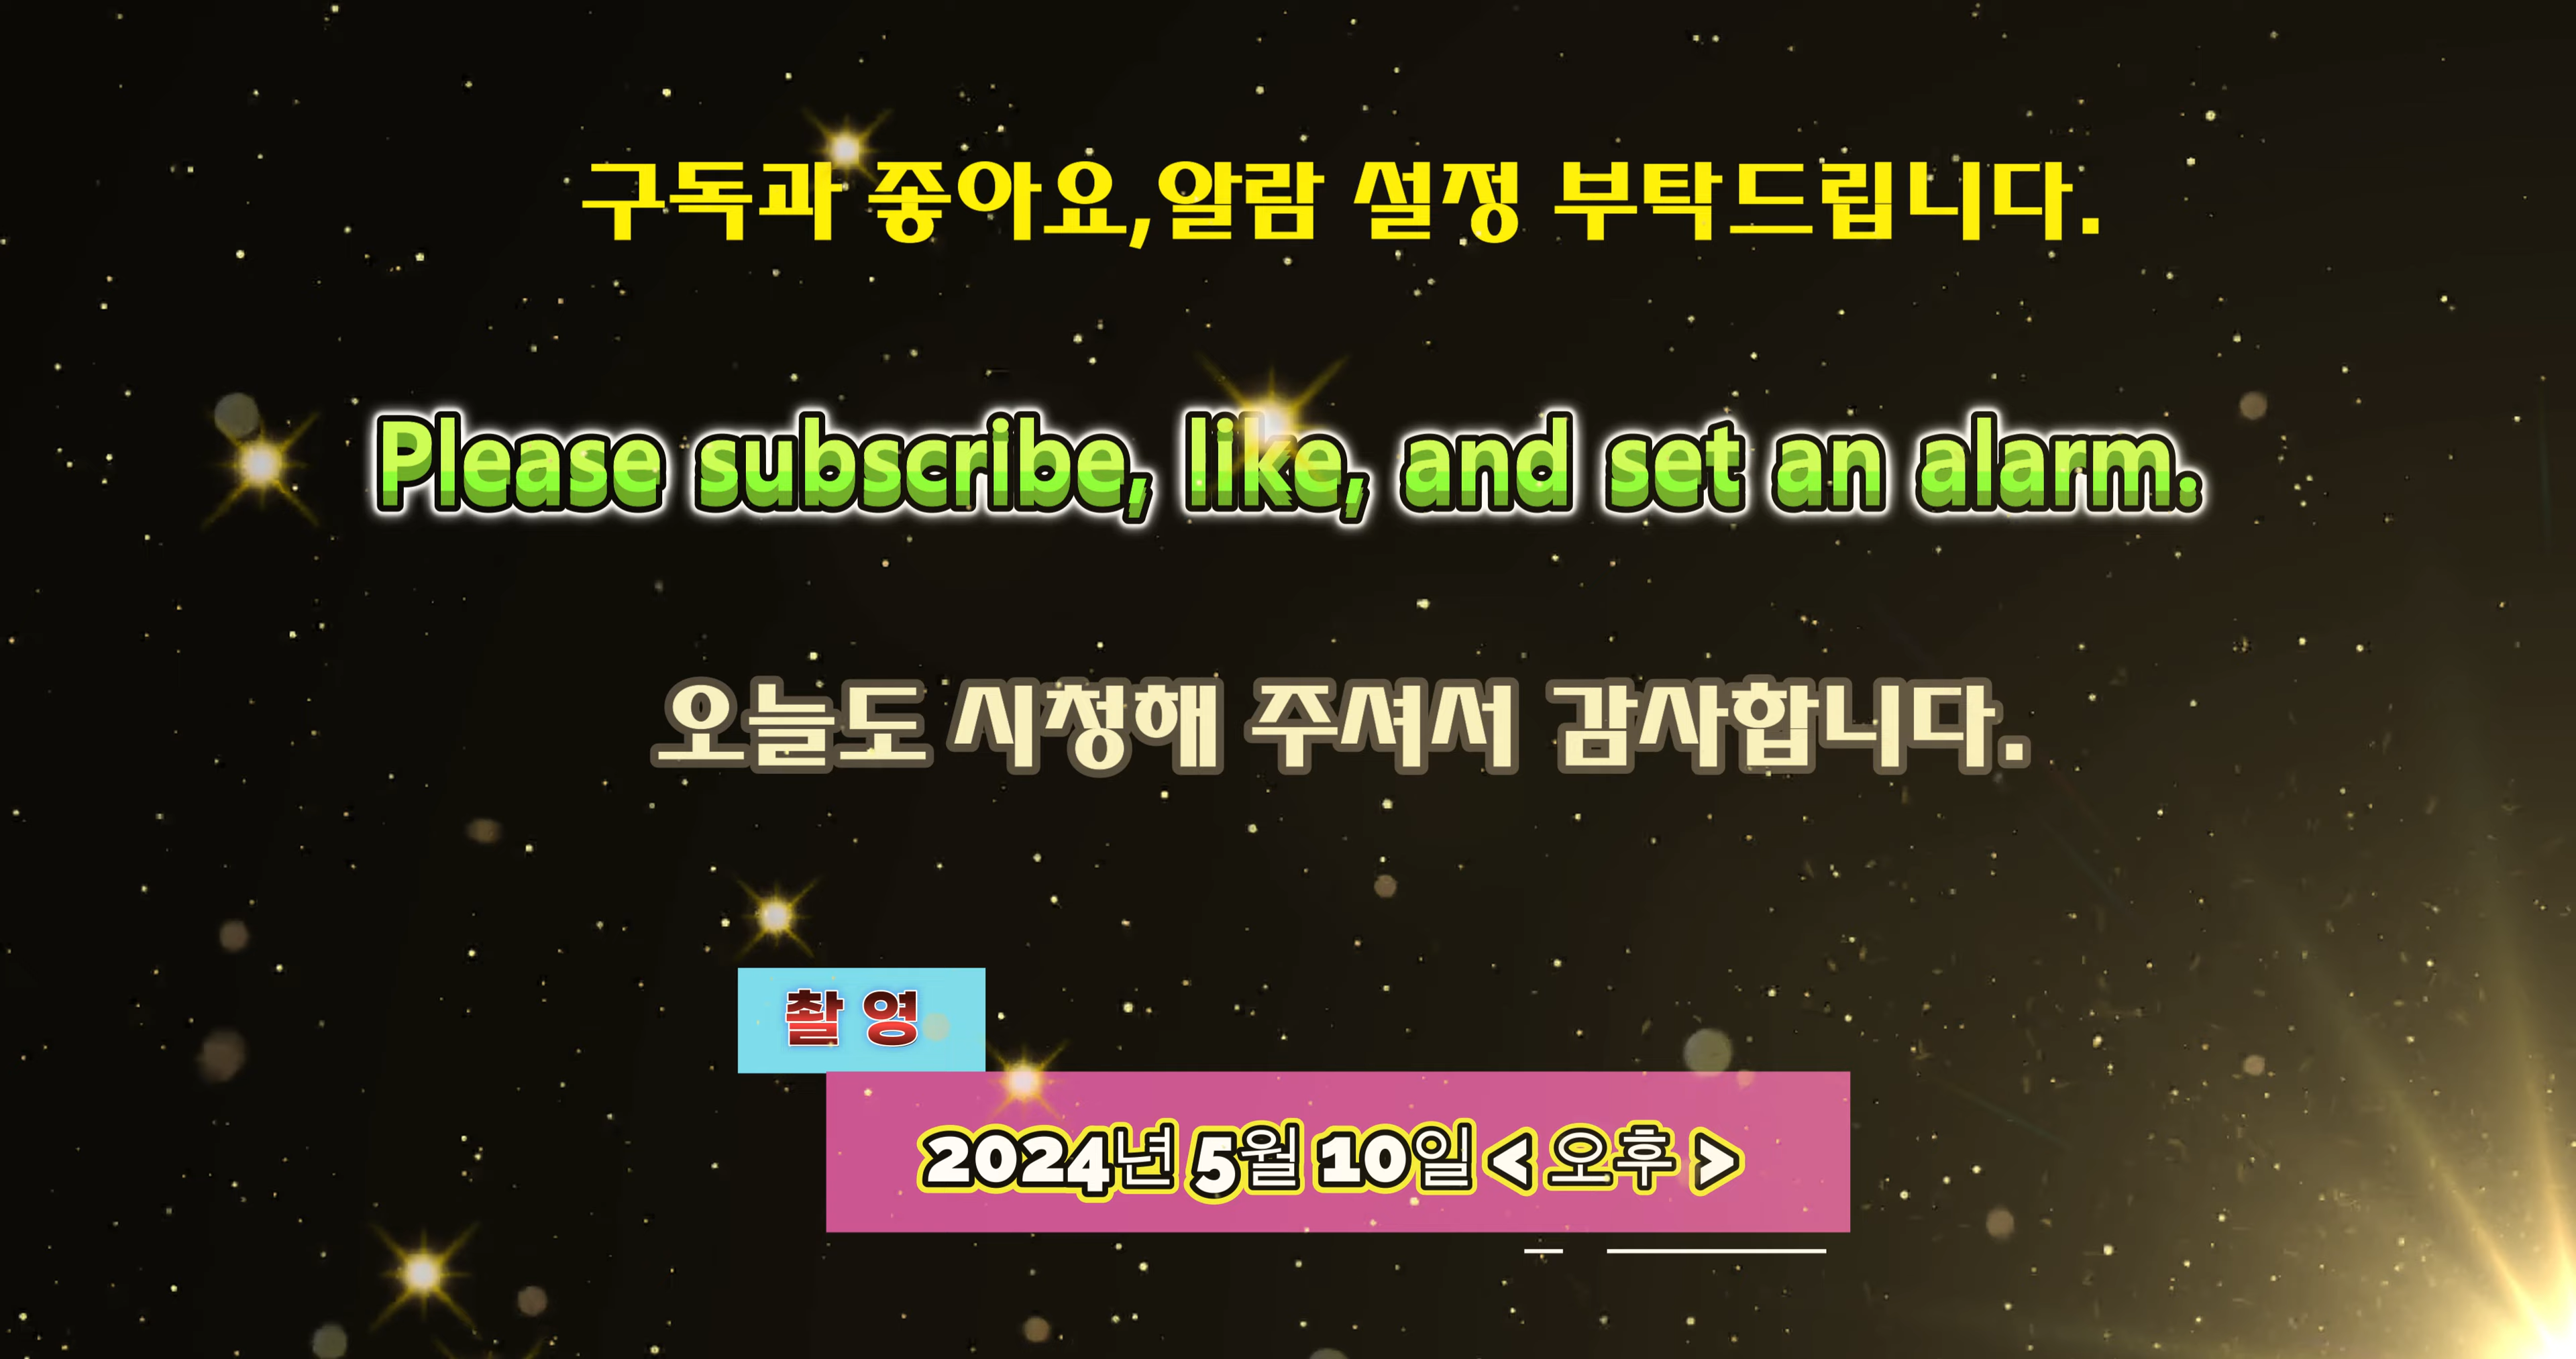 구독과 좋아요,알람 설정 부탁드립니다.
Please subscribe, like, and set an alarm.
오늘도 시청해 주셔서 감사합니다.
촬 영
2024년 5월 10일 < 오후 >